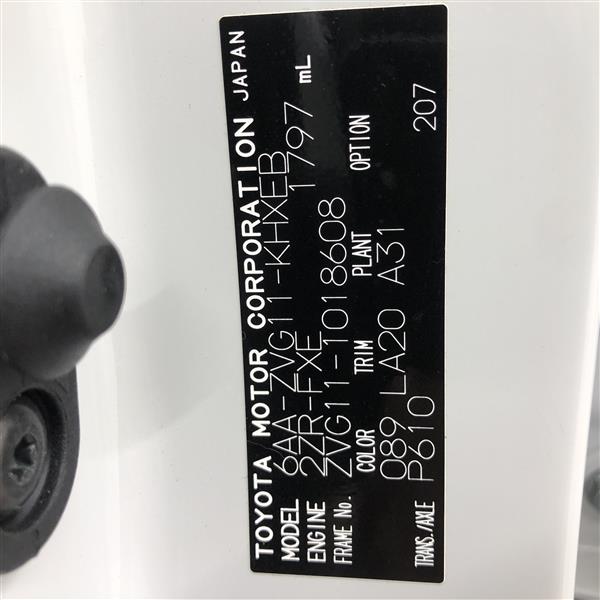 TOYOTA MOTOR CORPORATION JAPAN
MODEL 6AA-ZVG11-KHXEB
ENGINE 2ZR-FXE 1797 mL
FRAME No. ZVG11-1018608
COLOR TRIM PLANT OPTION
089 LA20 A31
TRANS./AXLE P610 207